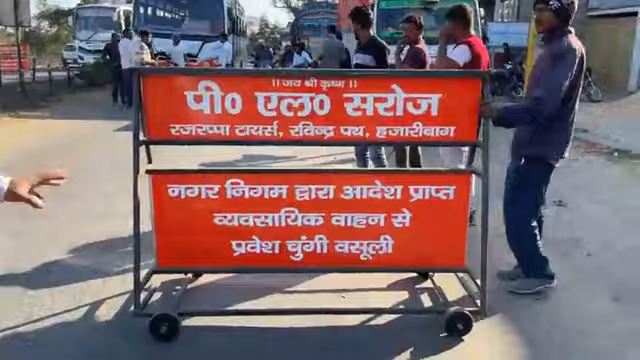 ।। जय श्री कृष्ण ।।
पी० एल० सरोज
रजरप्पा टायर्स, रविन्द्र पथ, हजारीबाग
नगर निगम द्वारा आदेश प्राप्त
व्यवसायिक वाहन से
प्रवेश चुंगी वसूली